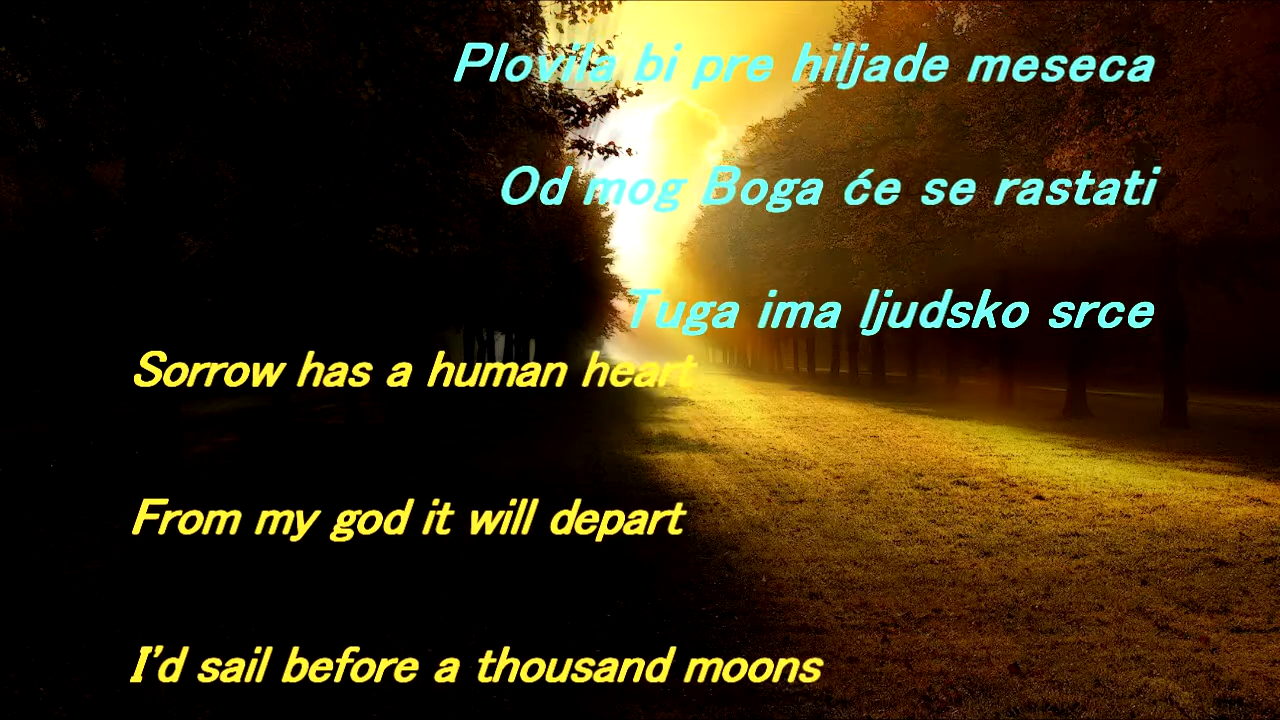 Plovila bi pre hiljade meseca
Od mog Boga će se rastati
Tuga ima ljudsko srce
Sorrow has a human heart
From my god it will depart
I'd sail before a thousand moons